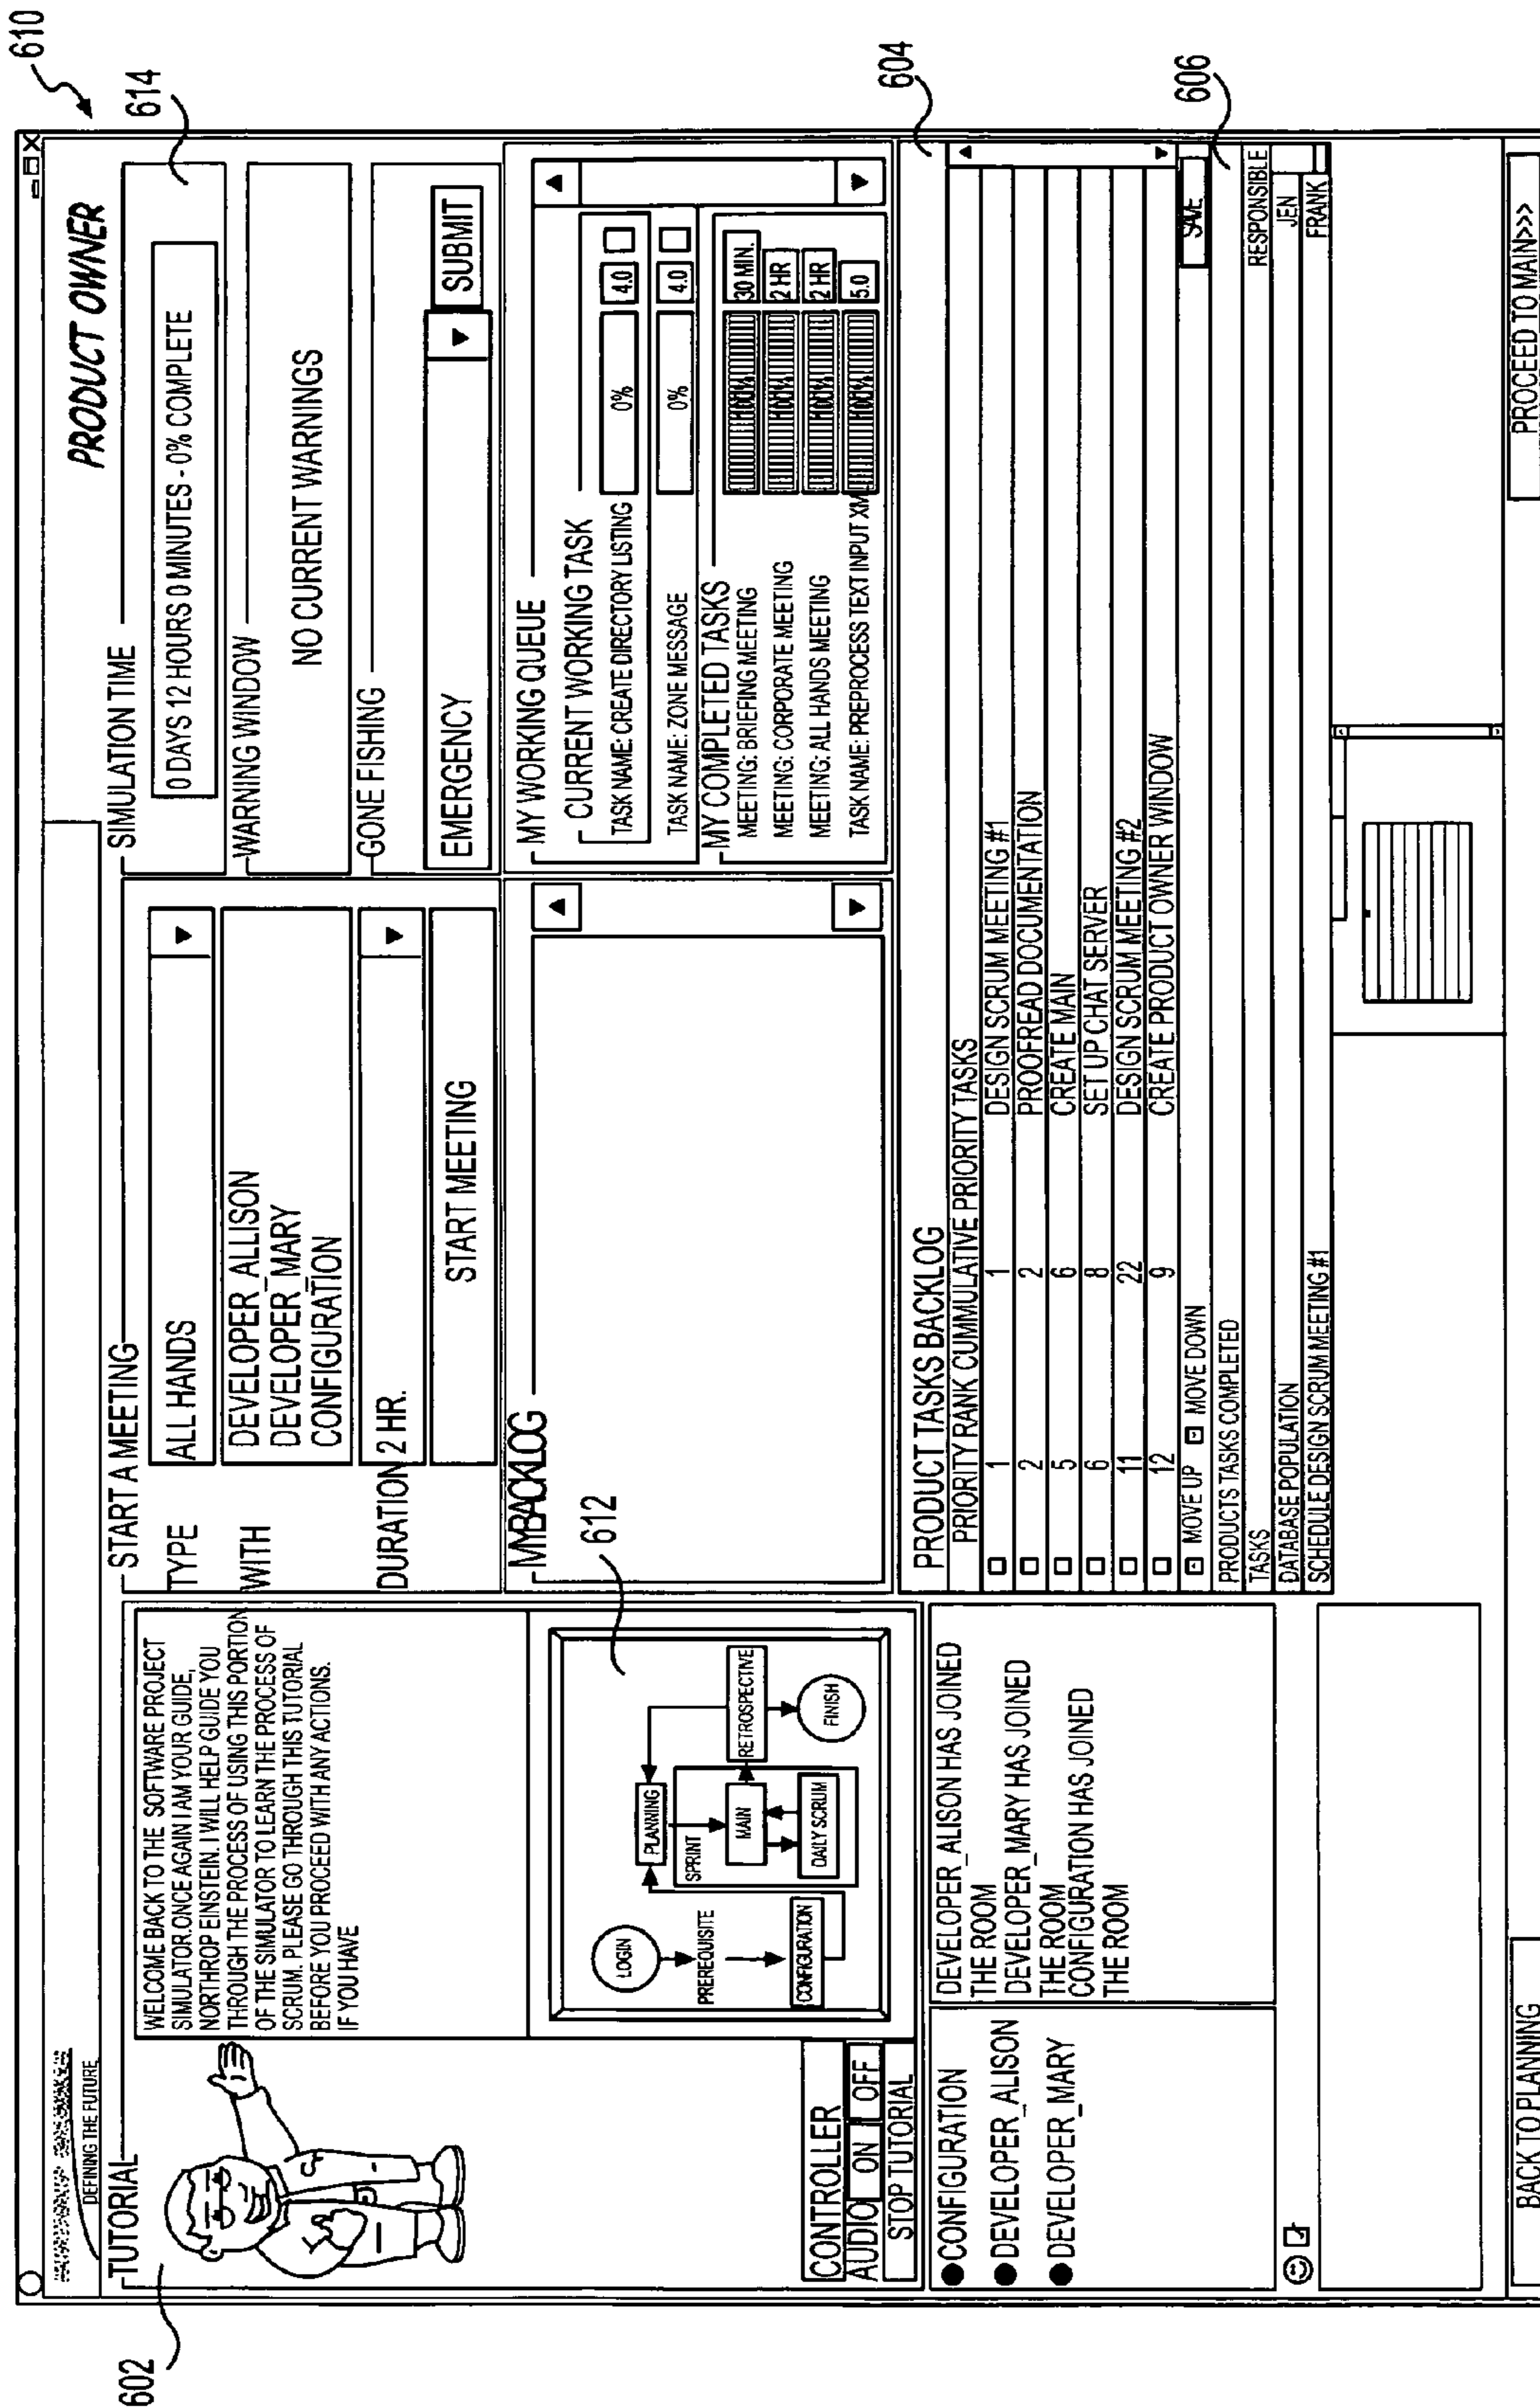 610
DEFINING THE FUTURE
PRODUCT OWNER
602
TUTORIAL
WELCOME BACK TO THE SOFTWARE PROJECT
SIMULATOR.ONCE AGAIN I AM YOUR GUIDE,
NORTHROP EINSTEIN. I WILL HELP GUIDE YOU
THROUGH THE PROCESS OF USING THIS PORTION
OF THE SIMULATOR TO LEARN THE PROCESS OF
SCRUM. PLEASE GO THROUGH THIS TUTORIAL
BEFORE YOU PROCEED WITH ANY ACTIONS.
IF YOU HAVE
CONTROLLER
AUDIO ON OFF
STOP TUTORIAL
612
LOGIN
PREREQUISITE
CONFIGURATION
PLANNING
SPRINT
MAIN
DAILY SCRUM
RETROSPECTIVE
FINISH
START A MEETING
TYPE ALL HANDS
WITH DEVELOPER_ALLISON
DEVELOPER_MARY
CONFIGURATION
DURATION 2 HR.
START MEETING
MYBACKLOG
SIMULATION TIME
614
0 DAYS 12 HOURS 0 MINUTES - 0% COMPLETE
WARNING WINDOW
NO CURRENT WARNINGS
GONE FISHING
EMERGENCY SUBMIT
MY WORKING QUEUE
CURRENT WORKING TASK
TASK NAME: CREATE DIRECTORY LISTING 0% 4.0
TASK NAME: ZONE MESSAGE 0% 4.0
MY COMPLETED TASKS
MEETING: BRIEFING MEETING 100% 30 MIN.
MEETING: CORPORATE MEETING 100% 2 HR
MEETING: ALL HANDS MEETING 100% 2 HR
TASK NAME: PREPROCESS TEXT INPUT XML 100% 5.0
CONFIGURATION
DEVELOPER_ALISON
DEVELOPER_MARY
DEVELOPER_ALISON HAS JOINED
THE ROOM
DEVELOPER_MARY HAS JOINED
THE ROOM
CONFIGURATION HAS JOINED
THE ROOM
604
PRODUCT TASKS BACKLOG
PRIORITY RANK CUMMULATIVE PRIORITY TASKS
1 1 DESIGN SCRUM MEETING #1
2 2 PROOFREAD DOCUMENTATION
5 6 CREATE MAIN
6 8 SET UP CHAT SERVER
11 22 DESIGN SCRUM MEETING #2
12 9 CREATE PRODUCT OWNER WINDOW
MOVE UP MOVE DOWN SAVE
606
PRODUCTS TASKS COMPLETED
TASKS RESPONSIBLE
DATABASE POPULATION JEN
SCHEDULE DESIGN SCRUM MEETING #1 FRANK
BACK TO PLANNING
PROCEED TO MAIN>>>